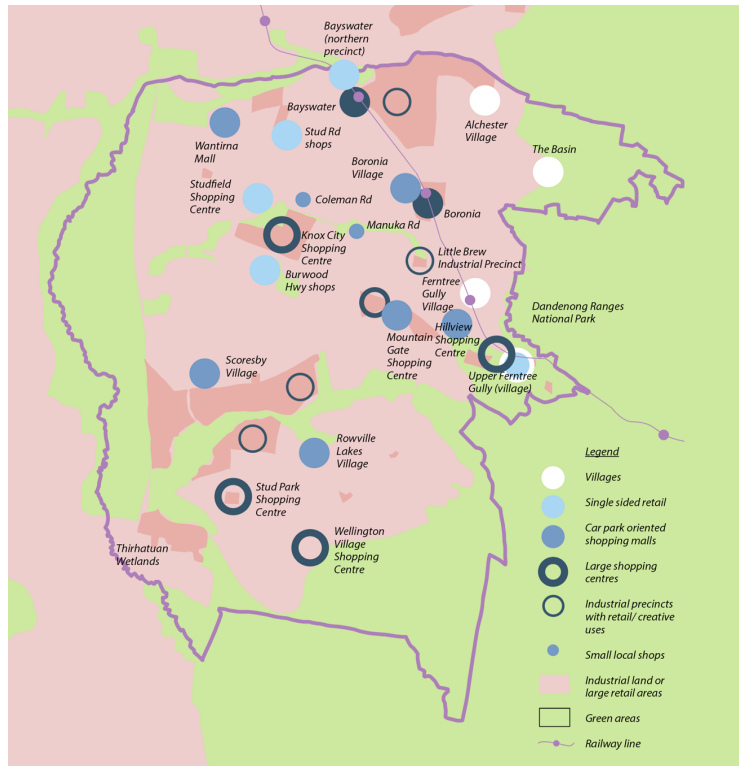 Bayswater
(northern
precinct)
Bayswater
Alchester
Village
Wantirna
Mall
Stud Rd
shops
Boronia
Village
The Basin
Studfield
Shopping
Centre
Coleman Rd
Boronia
Manuka Rd
Knox City
Shopping
Centre
Little Brew
Industrial Precinct
Burwood
Hwy shops
Ferntree
Gully
Village
Dandenong Ranges
National Park
Mountain
Gate
Shopping
Centre
Hillview
Shopping
Centre
Scoresby
Village
Upper Ferntree
Gully (village)
Rowville
Lakes
Village
Stud Park
Shopping
Centre
Wellington
Village
Shopping
Centre
Thirhatuan
Wetlands
Legend
Villages
Single sided retail
Car park oriented
shopping malls
Large shopping
centres
Industrial precincts
with retail/ creative
uses
Small local shops
Industrial land or
large retail areas
Green areas
Railway line